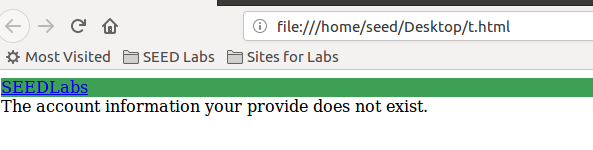 file:///home/seed/Desktop/t.html
Most Visited SEED Labs Sites for Labs
SEEDLabs
The account information your provide does not exist.